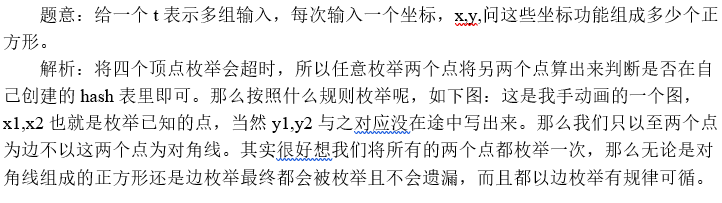 题意：给一个 t 表示多组输入，每次输入一个坐标，x,y,问这些坐标功能组成多少个正
方形。
解析：将四个顶点枚举会超时，所以任意枚举两个点将另两个点算出来判断是否在自
己创建的 hash 表里即可。那么按照什么规则枚举呢，如下图：这是我手动画的一个图，
x1,x2 也就是枚举已知的点，当然 y1,y2 与之对应没在途中写出来。那么我们只以至两个点
为边不以这两个点为对角线。其实很好想我们将所有的两个点都枚举一次，那么无论是对
角线组成的正方形还是边枚举最终都会被枚举且不会遗漏，而且都以边枚举有规律可循。